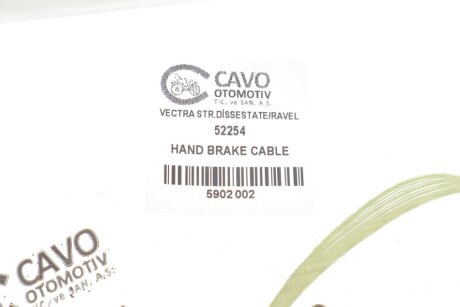 CAVO
OTOMOTIV
TİC. ve SAN. A.S.
VECTRA STR.DİSSESTATE/RAVEL
52254
HAND BRAKE CABLE
5902 002
CAVO
OTOMOTIV
TİC. ve SAN. A.S.